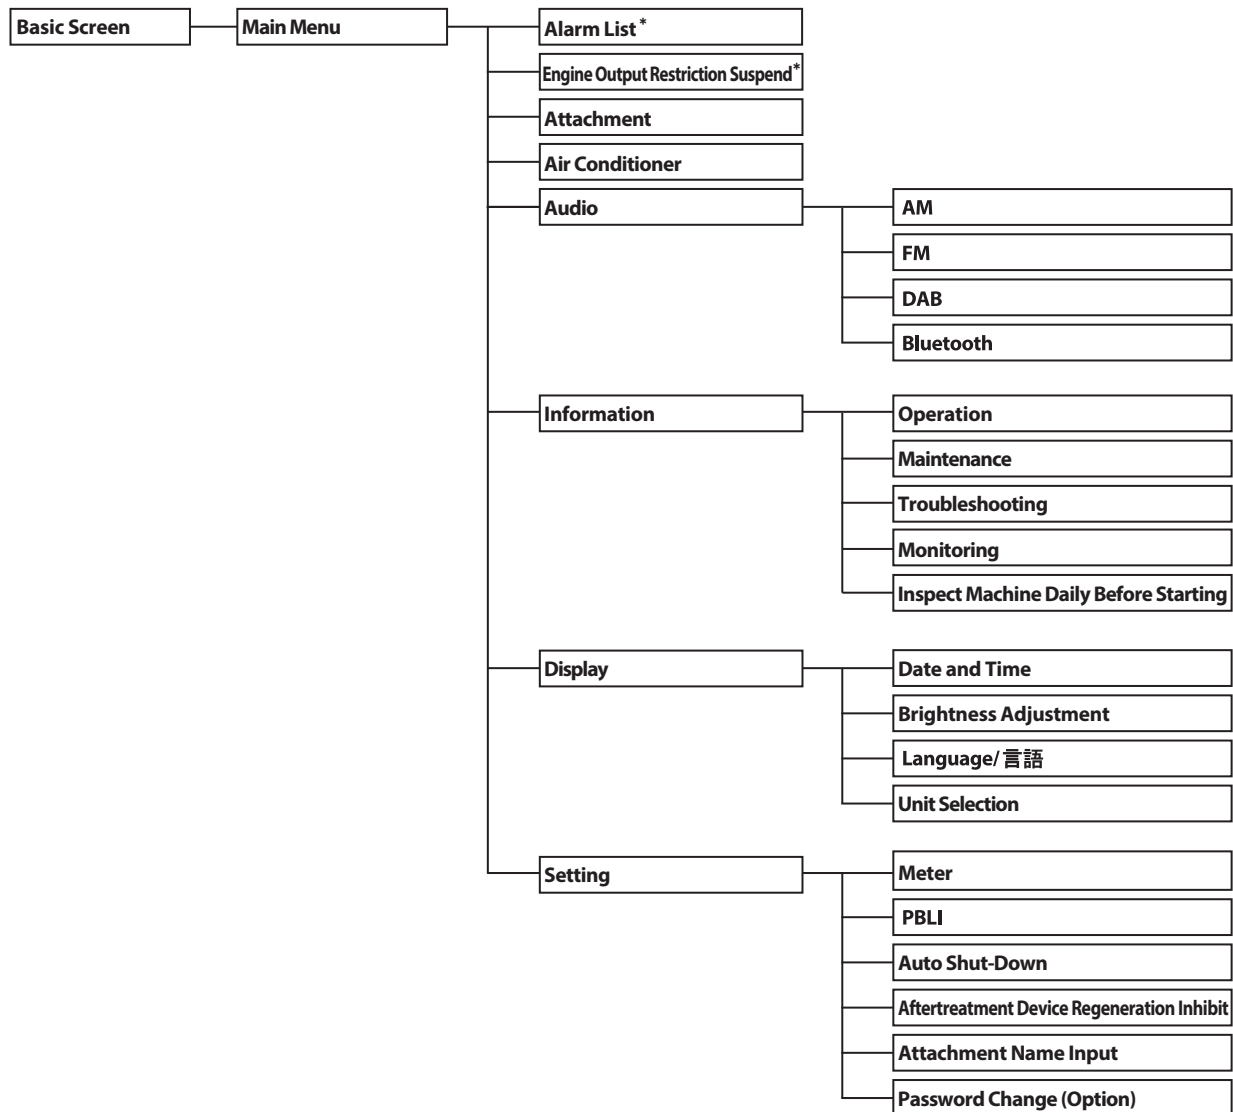 Basic Screen
Main Menu
Alarm List*
Engine Output Restriction Suspend*
Attachment
Air Conditioner
Audio
AM
FM
DAB
Bluetooth
Information
Operation
Maintenance
Troubleshooting
Monitoring
Inspect Machine Daily Before Starting
Display
Date and Time
Brightness Adjustment
Language/ 言語
Unit Selection
Setting
Meter
PBLI
Auto Shut-Down
Aftertreatment Device Regeneration Inhibit
Attachment Name Input
Password Change (Option)